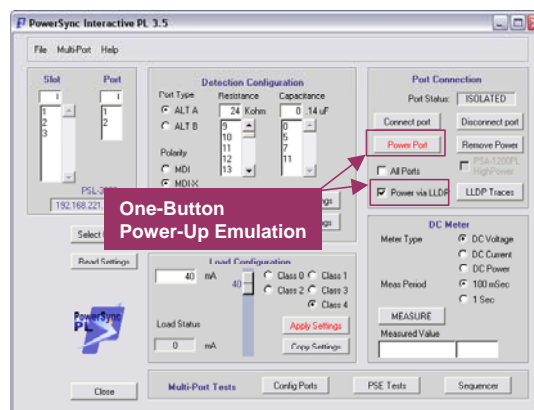 PowerSync Interactive PL 3.5
File Multi-Port Help
Slot Port
1 1
1 1
2 2
3
PSL-3
192.168.221.
Select
Read Settings
PowerSync
PL
Close
Detection Configuration
Port Type Resistance Capacitance
ALT A 24 Kohm 0 .14 uF
ALT B
9 0
10 5
11 7
12 11
13
Polarity
MDI
MDI-X
One-Button
Power-Up Emulation
ngs
ngs
Load Configuration
40 mA 40
Class 0 Class 1
Class 2 Class 3
Class 4
Load Status
0 mA
Apply Settings
Copy Settings
Port Connection
Port Status: ISOLATED
Connect port Disconnect port
Power Port Remove Power
All Ports PSA-1200PL
HighPower
Power via LLDP LLDP Traces
DC Meter
Meter Type DC Voltage
DC Current
DC Power
Meas Period 100 mSec
1 Sec
MEASURE
Measured Value
Multi-Port Tests Config Ports PSE Tests Sequencer